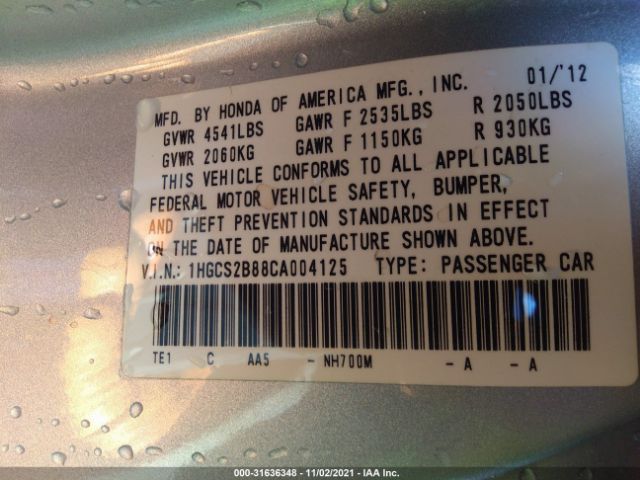 MFD. BY HONDA OF AMERICA MFG., INC. 01/'12
GVWR 4541LBS GAWR F 2535LBS R 2050LBS
GVWR 2060KG GAWR F 1150KG R 930KG
THIS VEHICLE CONFORMS TO ALL APPLICABLE
FEDERAL MOTOR VEHICLE SAFETY, BUMPER,
AND THEFT PREVENTION STANDARDS IN EFFECT
ON THE DATE OF MANUFACTURE SHOWN ABOVE.
V.I.N.: 1HGCS2B88CA004125 TYPE: PASSENGER CAR
TE1 C AA5 - NH700M - A - A
000-31636348 - 11/02/2021 - IAA Inc.